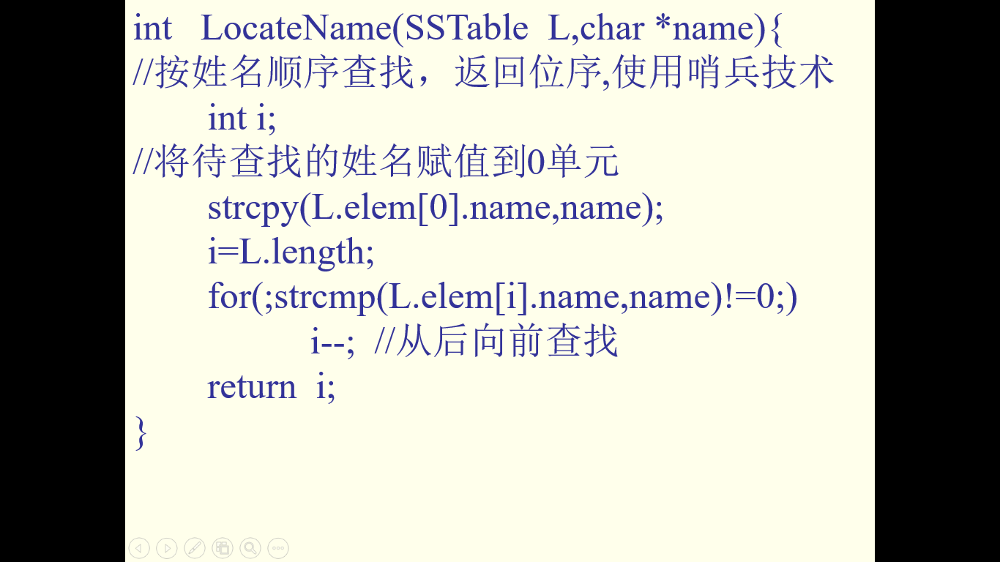 int LocateName(SSTable L,char *name){
//按姓名顺序查找，返回位序,使用哨兵技术
int i;
//将待查找的姓名赋值到0单元
strcpy(L.elem[0].name,name);
i=L.length;
for(;strcmp(L.elem[i].name,name)!=0;)
i--; //从后向前查找
return i;
}